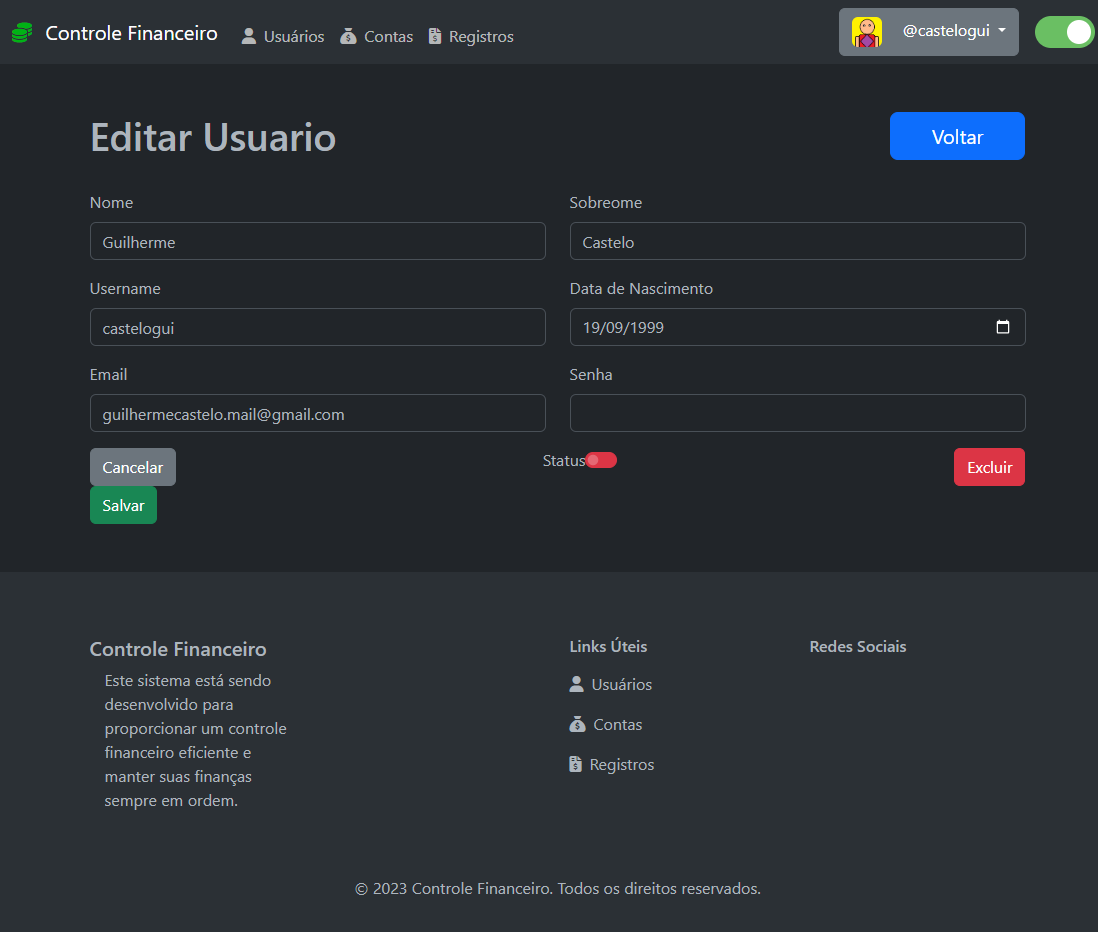 Controle Financeiro Usuários Contas Registros @castelogui
Editar Usuario Voltar
Nome Sobreome
Guilherme Castelo
Username Data de Nascimento
castelogui 19/09/1999
Email Senha
guilhermecastelo.mail@gmail.com
Cancelar Status Excluir
Salvar
Controle Financeiro
Este sistema está sendo
desenvolvido para
proporcionar um controle
financeiro eficiente e
manter suas finanças
sempre em ordem.
Links Úteis
Usuários
Contas
Registros
Redes Sociais
© 2023 Controle Financeiro. Todos os direitos reservados.